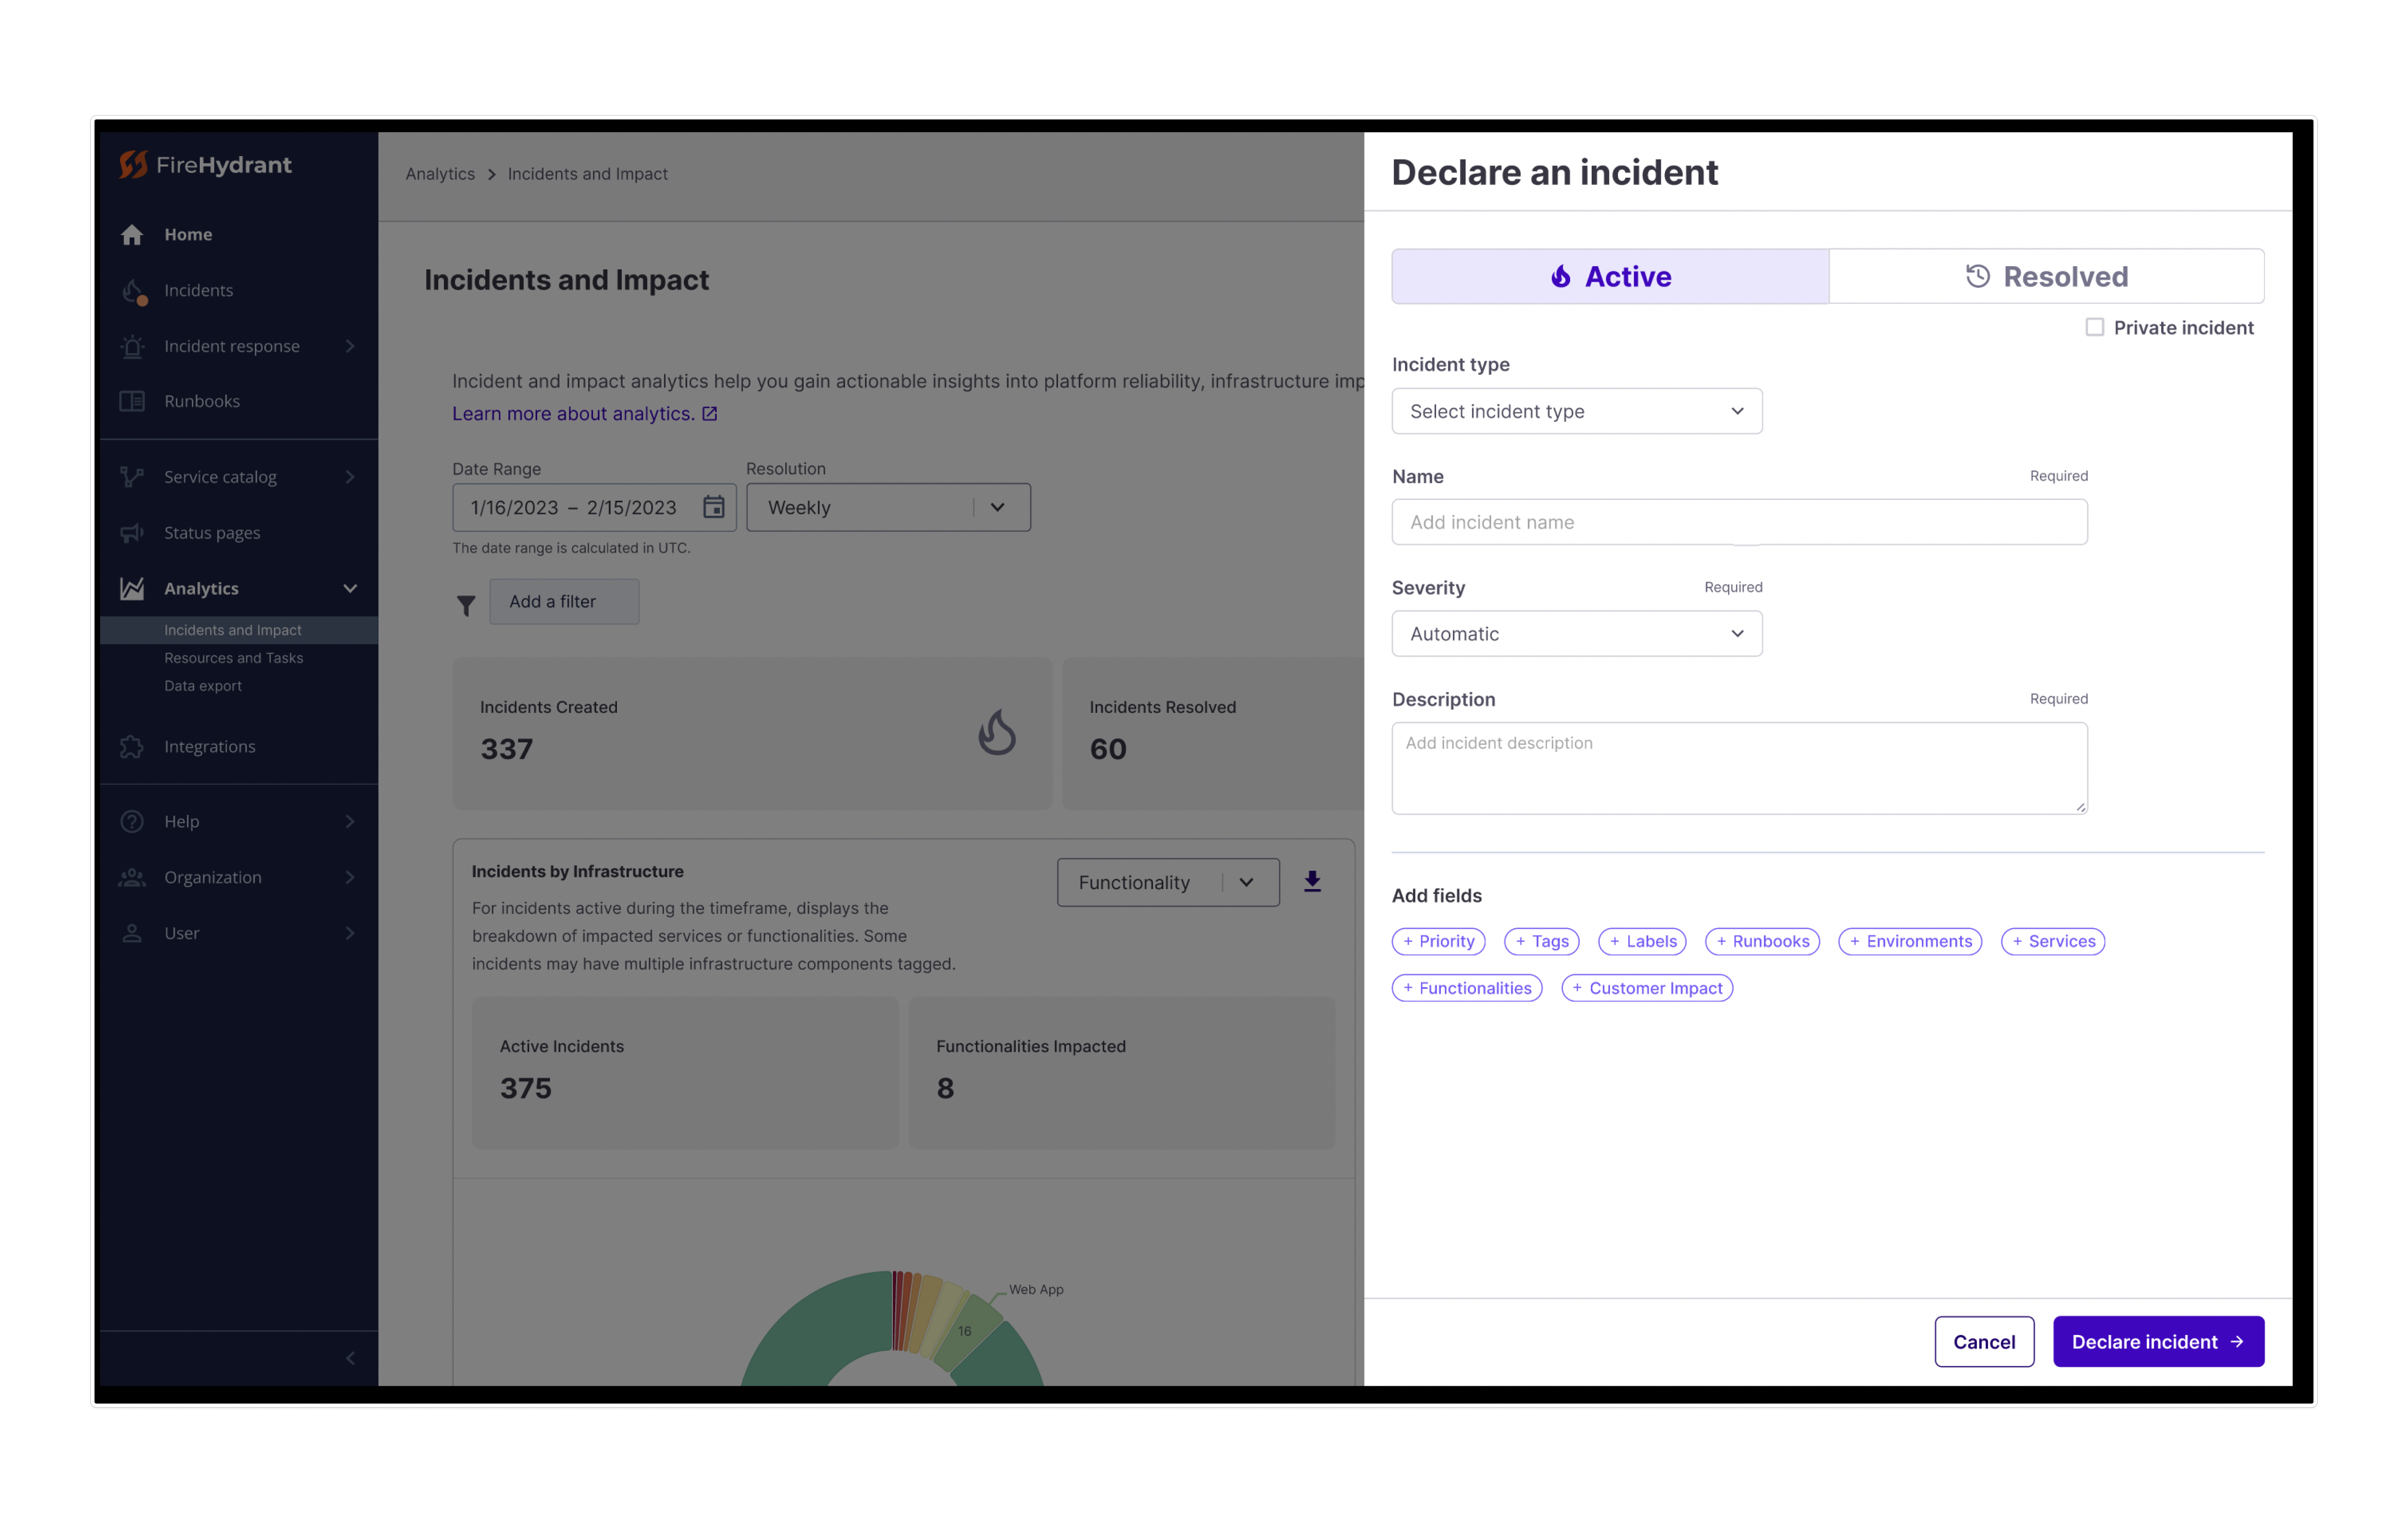 FireHydrant
Home
Incidents
Incident response
Runbooks
Service catalog
Status pages
Analytics
Incidents and Impact
Resources and Tasks
Data export
Integrations
Help
Organization
User
Analytics > Incidents and Impact
Incidents and Impact
Incident and impact analytics help you gain actionable insights into platform reliability, infrastructure imp
Learn more about analytics.
Date Range
1/16/2023 – 2/15/2023
The date range is calculated in UTC.
Resolution
Weekly
Add a filter
Incidents Created
337
Incidents Resolved
60
Incidents by Infrastructure
For incidents active during the timeframe, displays the
breakdown of impacted services or functionalities. Some
incidents may have multiple infrastructure components tagged.
Functionality
Active Incidents
375
Functionalities Impacted
8
Web App
16
Declare an incident
Active
Resolved
Private incident
Incident type
Select incident type
Name Required
Add incident name
Severity Required
Automatic
Description Required
Add incident description
Add fields
+ Priority + Tags + Labels + Runbooks + Environments + Services
+ Functionalities + Customer Impact
Cancel
Declare incident →